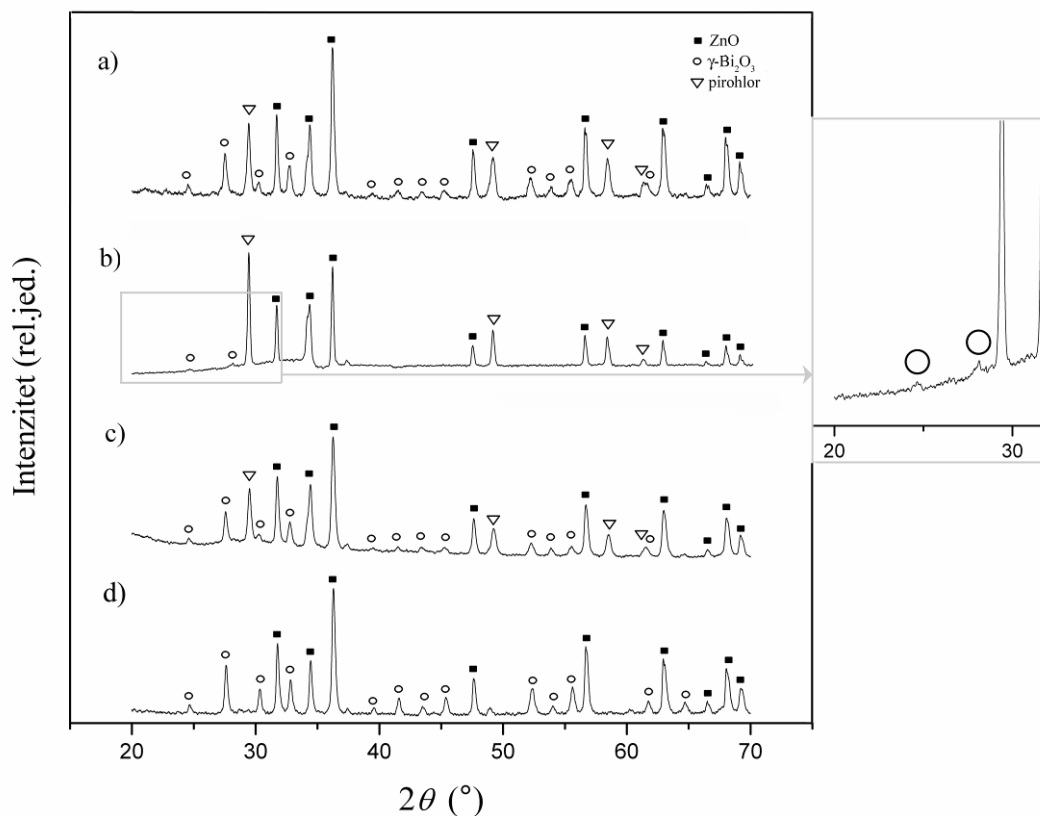 a)
■ ZnO
○ γ-Bi₂O₃
▽ pirohlor
b)
c)
d)
Intenzitet (rel.jed.)
20 30 40 50 60 70
2θ (°)
20 30